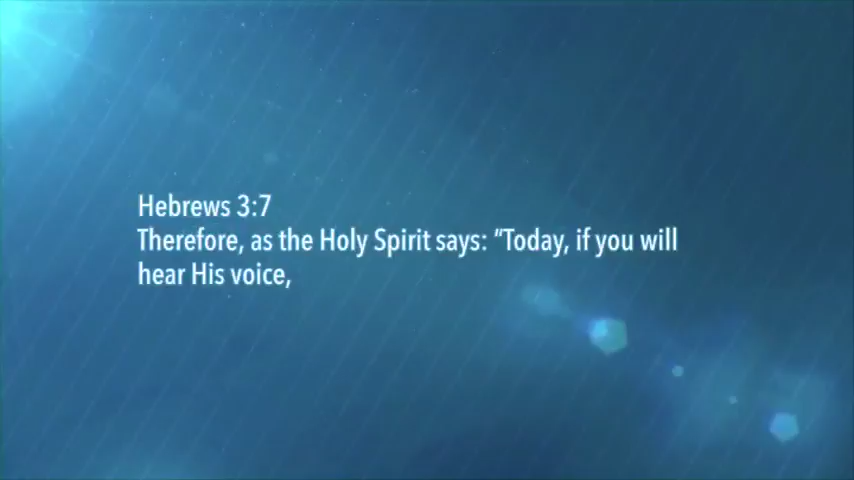 Hebrews 3:7
Therefore, as the Holy Spirit says: “Today, if you will
hear His voice,